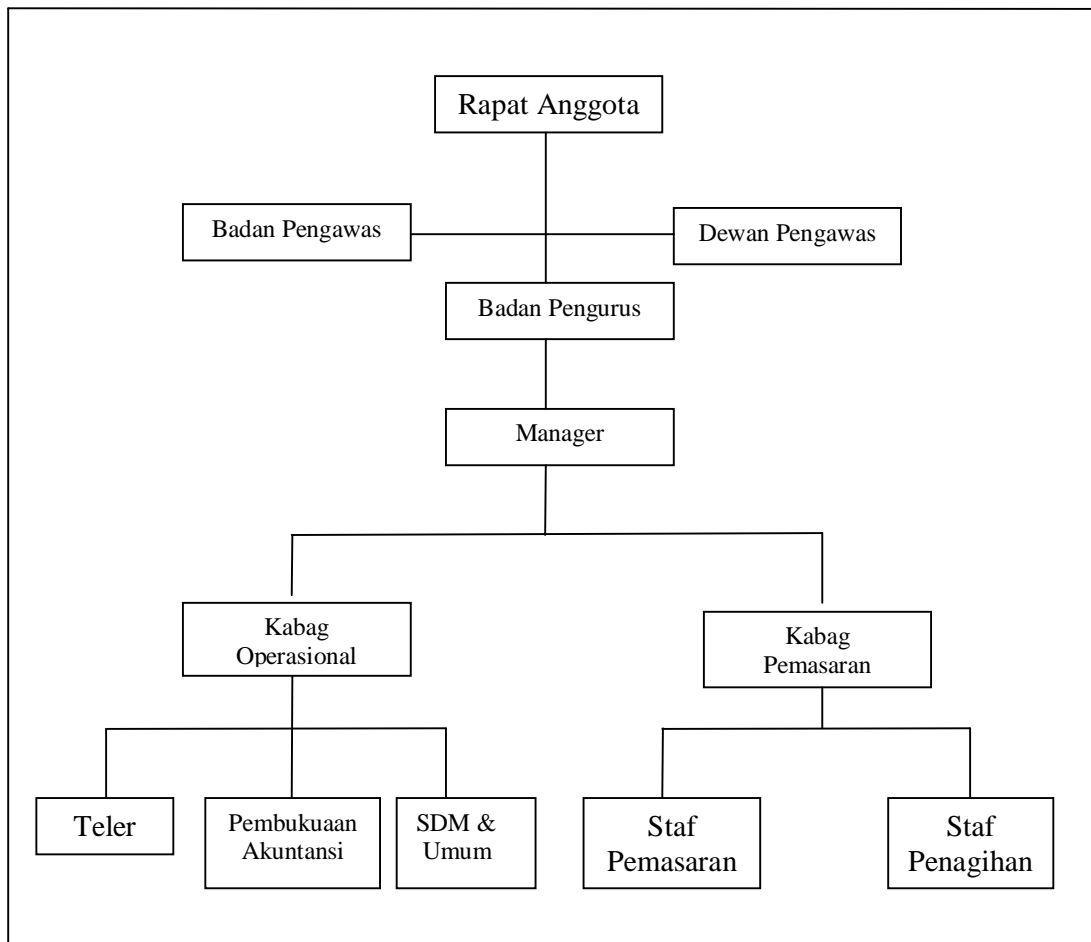 Rapat Anggota
Badan Pengawas
Dewan Pengawas
Badan Pengurus
Manager
Kabag
Operasional
Kabag
Pemasaran
Teler
Pembukuaan
Akuntansi
SDM &
Umum
Staf
Pemasaran
Staf
Penagihan